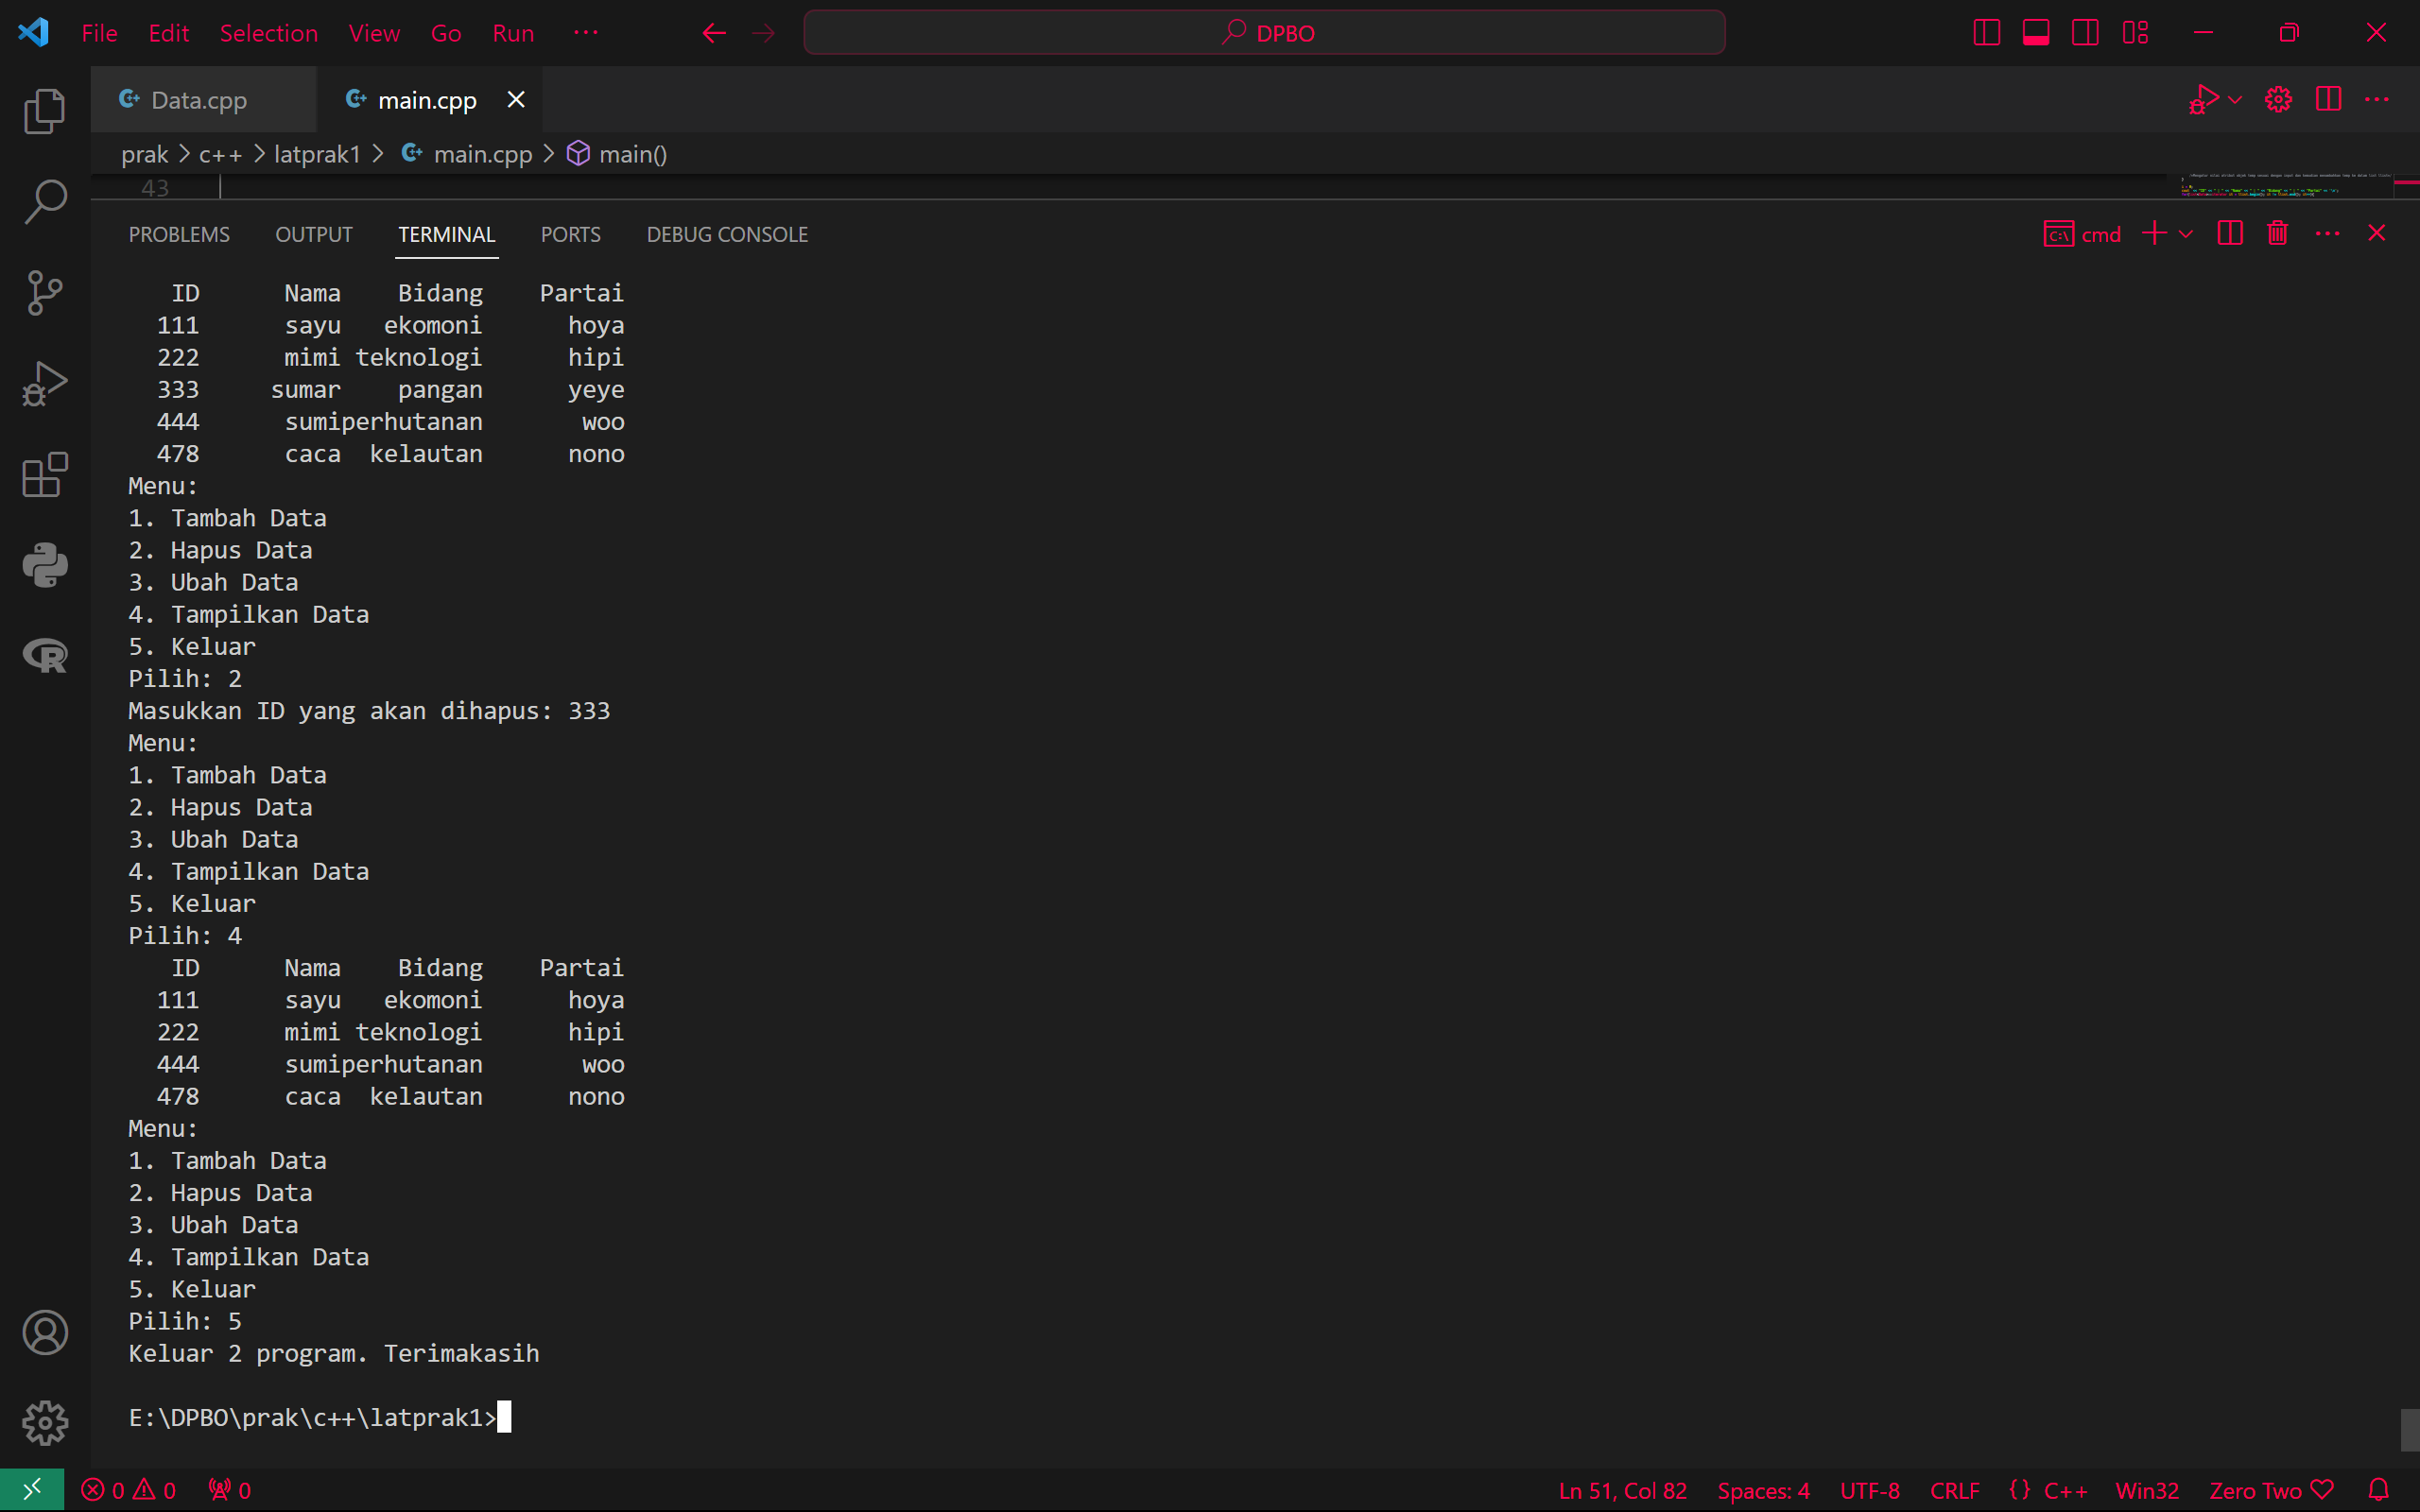 File Edit Selection View Go Run ··· DPBO
Data.cpp main.cpp
prak > c++ > latprak1 > main.cpp > main()
43
PROBLEMS OUTPUT TERMINAL PORTS DEBUG CONSOLE cmd
ID Nama Bidang Partai
111 sayu ekomoni hoya
222 mimi teknologi hipi
333 sumar pangan yeye
444 sumiperhutanan woo
478 caca kelautan nono
Menu:
1. Tambah Data
2. Hapus Data
3. Ubah Data
4. Tampilkan Data
5. Keluar
Pilih: 2
Masukkan ID yang akan dihapus: 333
Menu:
1. Tambah Data
2. Hapus Data
3. Ubah Data
4. Tampilkan Data
5. Keluar
Pilih: 4
ID Nama Bidang Partai
111 sayu ekomoni hoya
222 mimi teknologi hipi
444 sumiperhutanan woo
478 caca kelautan nono
Menu:
1. Tambah Data
2. Hapus Data
3. Ubah Data
4. Tampilkan Data
5. Keluar
Pilih: 5
Keluar 2 program. Terimakasih
E:\DPBO\prak\c++\latprak1>
0 0 0 Ln 51, Col 82 Spaces: 4 UTF-8 CRLF {} C++ Win32 Zero Two